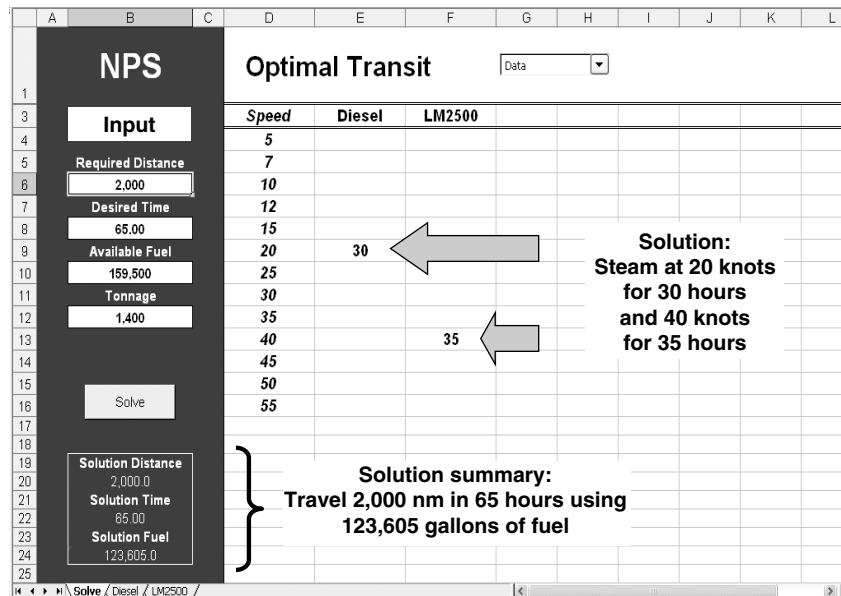 A B C D E F G H I J K L
NPS
Optimal Transit
Data
1
3 Input Speed Diesel LM2500
4 5
5 Required Distance 7
6 2,000 10
7 Desired Time 12
8 65.00 15
9 Available Fuel 20 30
10 159,500 25
11 Tonnage 30
12 1,400 35
13 40 35
14 45
15 50
16 Solve 55
17
18
19 Solution Distance
20 2,000.0
21 Solution Time
22 65.00
23 Solution Fuel
24 123,605.0
25
Solution:
Steam at 20 knots
for 30 hours
and 40 knots
for 35 hours
Solution summary:
Travel 2,000 nm in 65 hours using
123,605 gallons of fuel
Solve / Diesel / LM2500 /